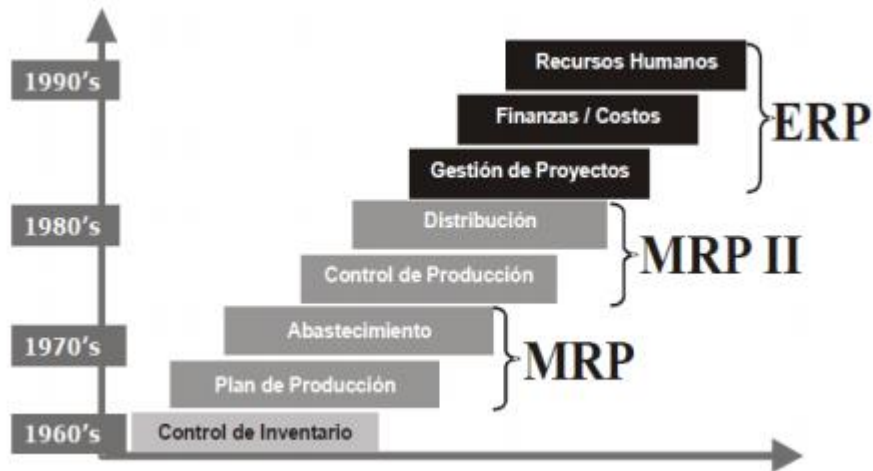 1990's
Recursos Humanos
Finanzas / Costos
Gestión de Proyectos
ERP
1980's
Distribución
Control de Producción
MRP II
1970's
Abastecimiento
Plan de Producción
MRP
1960's
Control de Inventario